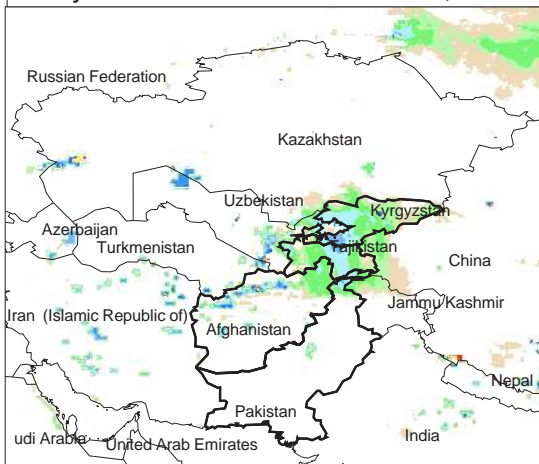 Russian Federation
Kazakhstan
Uzbekistan
Kyrgyzstan
Azerbaijan
Turkmenistan
Tajikistan
China
Jammu Kashmir
Iran (Islamic Republic of)
Afghanistan
Nepal
Pakistan
udi Arabia
United Arab Emirates
India